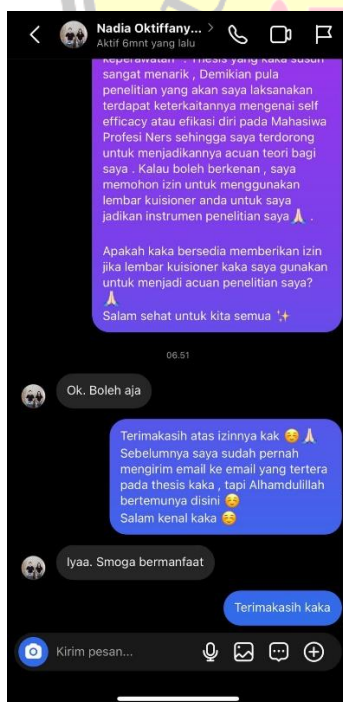 Nadia Oktiffany... >
Aktif 6mnt yang lalu
keperawatan " . Thesis yang kaka susun
sangat menarik , Demikian pula
penelitian yang akan saya laksanakan
terdapat keterkaitannya mengenai self
efficacy atau efikasi diri pada Mahasiwa
Profesi Ners sehingga saya terdorong
untuk menjadikannya acuan teori bagi
saya . Kalau boleh berkenan , saya
memohon izin untuk menggunakan
lembar kuisioner anda untuk saya
jadikan instrumen penelitian saya 🙏 .
Apakah kaka bersedia memberikan izin
jika lembar kuisioner kaka saya gunakan
untuk menjadi acuan penelitian saya?
🙏
Salam sehat untuk kita semua ✨
06.51
Ok. Boleh aja
Terimakasih atas izinnya kak ☺️🙏
Sebelumnya saya sudah pernah
mengirim email ke email yang tertera
pada thesis kaka , tapi Alhamdulillah
bertemunya disini ☺️
Salam kenal kaka ☺️
Iyaa. Smoga bermanfaat
Terimakasih kaka
Kirim pesan...